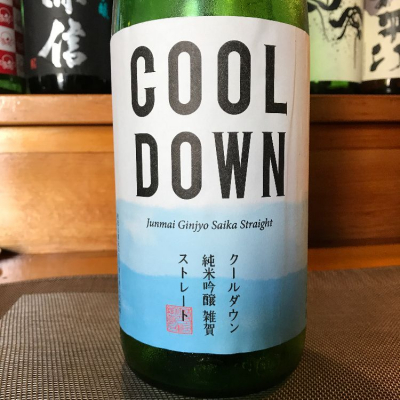 COOL
DOWN
Junmai Ginjyo Saika Straight
クールダウン
純米吟醸 雑賀
ストレート
信